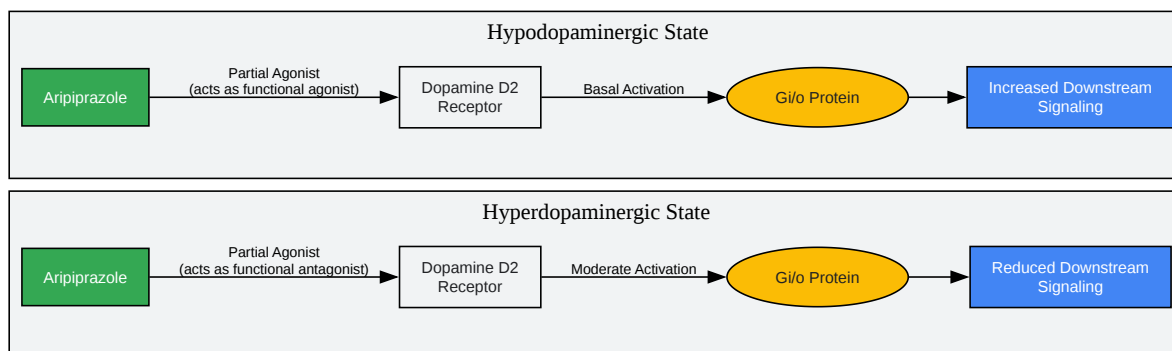 Hypodopaminergic State
Aripiprazole
Partial Agonist
(acts as functional agonist)
Dopamine D2
Receptor
Basal Activation
Gi/o Protein
Increased Downstream
Signaling
Hyperdopaminergic State
Aripiprazole
Partial Agonist
(acts as functional antagonist)
Dopamine D2
Receptor
Moderate Activation
Gi/o Protein
Reduced Downstream
Signaling